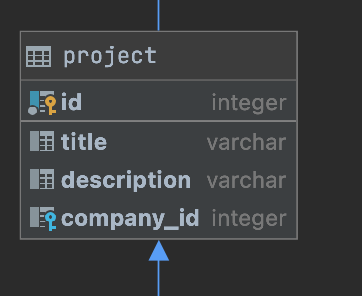 project
id integer
title varchar
description varchar
company_id integer